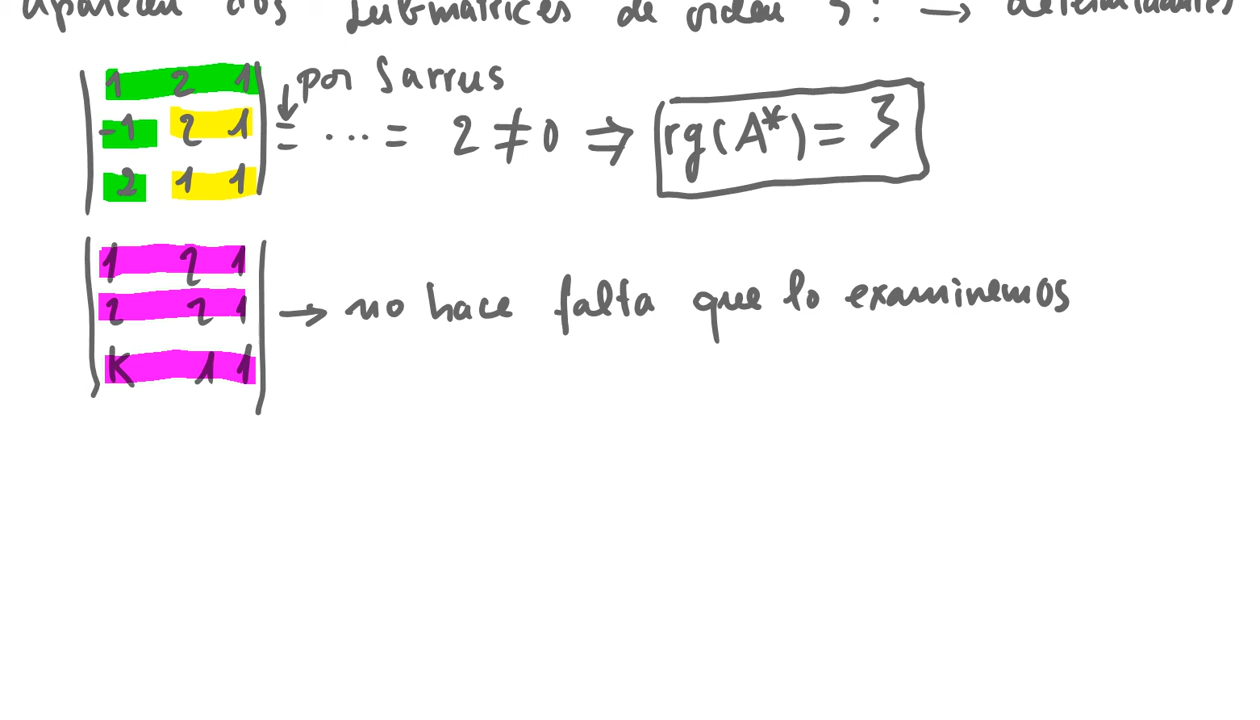 aparecen dos submatrices de orden 3: → determinantes
| 1 2 1 | por Sarrus
| -1 2 1 | = ... = 2 ≠ 0 ⇒ rg(A*) = 3
| 2 1 1 |
| 1 2 1 |
| 2 2 1 | → no hace falta que lo examinemos
| K 1 1 |